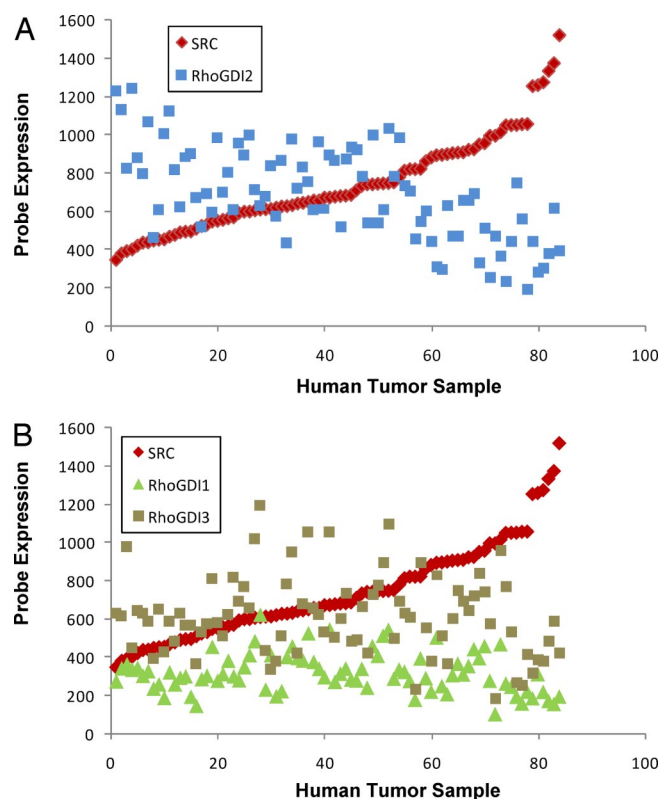 A
1600
1400
1200
1000
800
600
400
200
0
Probe Expression
SRC
RhoGDI2
0 20 40 60 80 100
Human Tumor Sample
B
1600
1400
1200
1000
800
600
400
200
0
Probe Expression
SRC
RhoGDI1
RhoGDI3
0 20 40 60 80 100
Human Tumor Sample